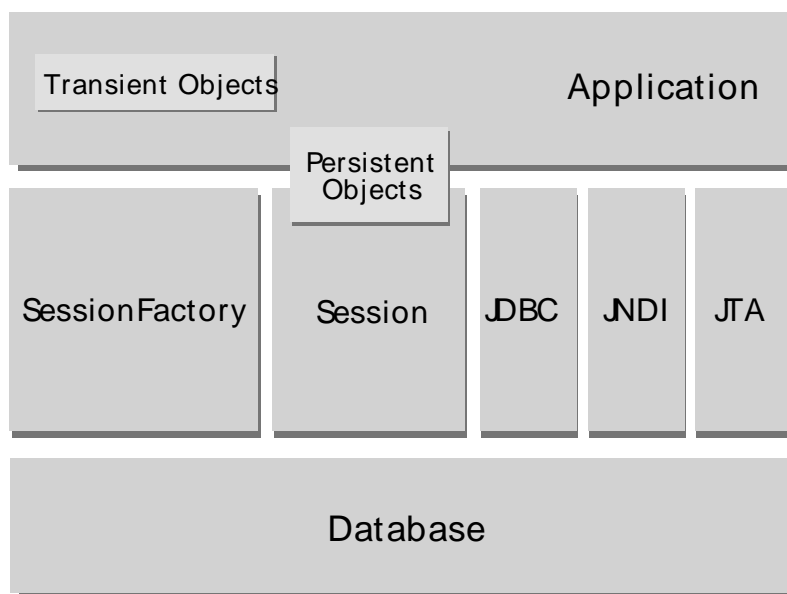 Transient Objects
Application
Persistent
Objects
SessionFactory
Session
JDBC
JNDI
JTA
Database